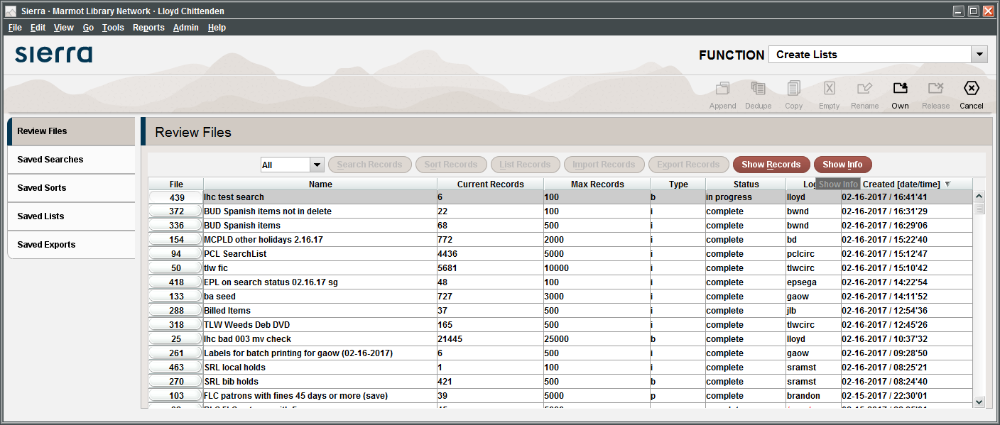 Sierra · Marmot Library Network · Lloyd Chittenden
File Edit View Go Tools Reports Admin Help
sierra
FUNCTION Create Lists
Append Dedupe Copy Empty Rename Own Release Cancel
Review Files
Saved Searches
Saved Sorts
Saved Lists
Saved Exports
Review Files
All Search Records Sort Records List Records Import Records Export Records Show Records Show Info
File Name Current Records Max Records Type Status Show Info Created [date/time]
439 lhc test search 6 100 b in progress lloyd 02-16-2017 / 16:41'41
372 BUD Spanish items not in delete 22 100 i complete bwnd 02-16-2017 / 16:31'29
336 BUD Spanish items 68 500 i complete bwnd 02-16-2017 / 16:29'06
154 MCPLD other holidays 2.16.17 772 2000 i complete bd 02-16-2017 / 15:22'40
94 PCL SearchList 4436 5000 i complete pclcirc 02-16-2017 / 15:12'47
50 tlw fic 5681 10000 i complete tlwcirc 02-16-2017 / 15:10'42
418 EPL on search status 02.16.17 sg 48 100 i complete epsega 02-16-2017 / 14:22'54
133 ba seed 727 3000 i complete gaow 02-16-2017 / 14:11'52
288 Billed Items 37 500 i complete jlb 02-16-2017 / 12:54'36
318 TLW Weeds Deb DVD 165 500 i complete tlwcirc 02-16-2017 / 12:45'26
25 lhc bad 003 mv check 21445 25000 b complete lloyd 02-16-2017 / 10:37'32
261 Labels for batch printing for gaow (02-16-2017) 6 500 i complete gaow 02-16-2017 / 09:28'50
463 SRL local holds 1 100 i complete sramst 02-16-2017 / 08:25'21
270 SRL bib holds 421 500 b complete sramst 02-16-2017 / 08:24'40
103 FLC patrons with fines 45 days or more (save) 39 5000 p complete brandon 02-15-2017 / 22:30'01